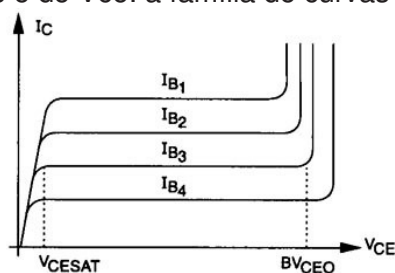 e de Vce: a família de curvas
IC
IB1
IB2
IB3
IB4
VCE
VCESAT
BVCEO